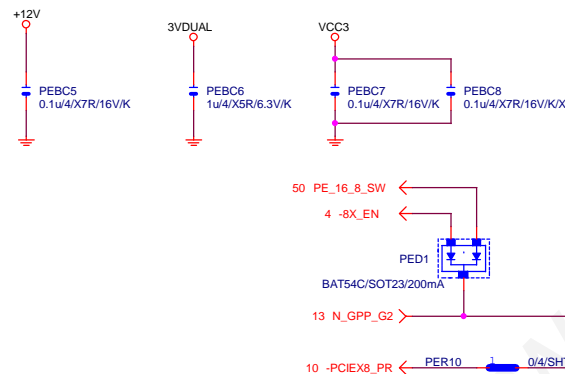 +12V
3VDUAL
VCC3
PEBC5
0.1u/4/X7R/16V/K
PEBC6
1u/4/X5R/6.3V/K
PEBC7
0.1u/4/X7R/16V/K
PEBC8
0.1u/4/X7R/16V/K/X
50 PE_16_8_SW
4 -8X_EN
PED1
BAT54C/SOT23/200mA
13 N_GPP_G2
10 -PCIEX8_PR
PER10
1
0/4/SHT